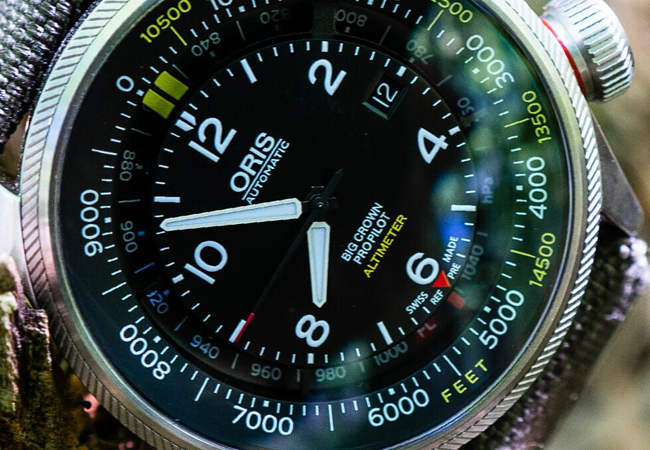 ORIS
AUTOMATIC
BIG CROWN
PROPILOT
ALTIMETER
12
2
4
6
8
10
12
SWISS
MADE
REF
PRE.
0
3000
4000
5000
6000
7000
8000
9000
FEET
10500
13500
14500
800
840
880
900
920
940
960
980
1000
1040
780